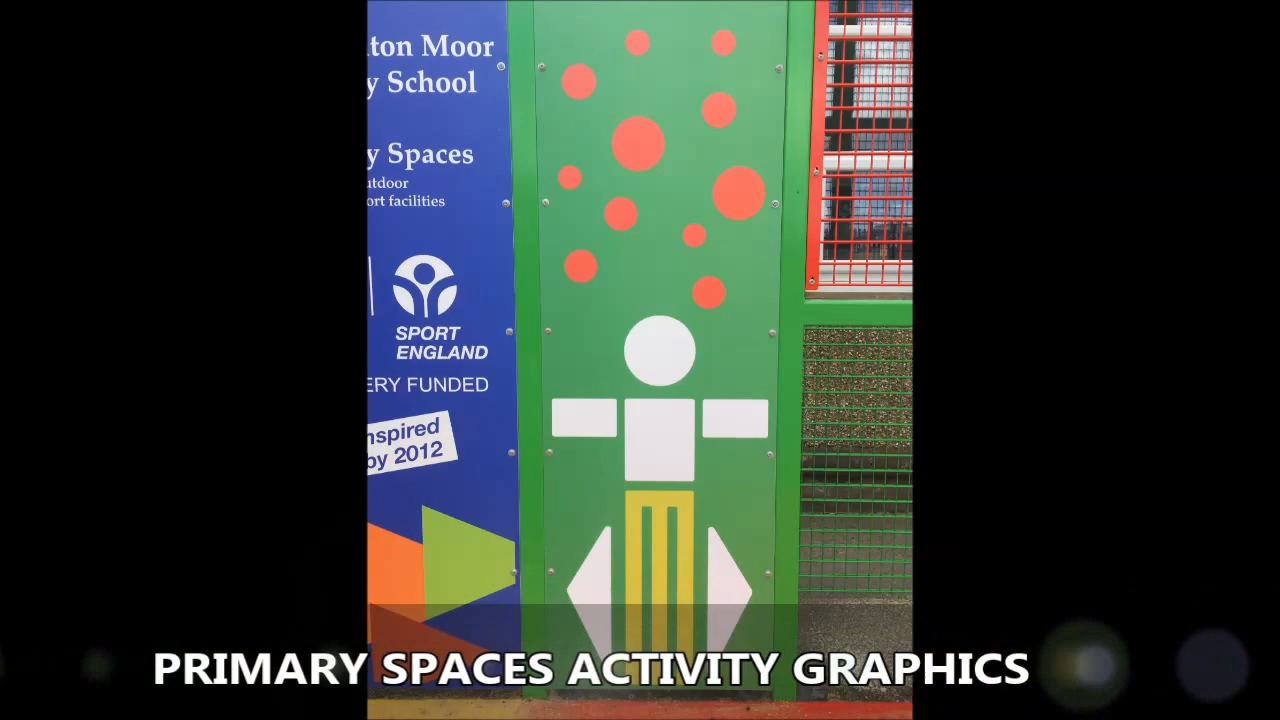 ton Moor
y School
y Spaces
utdoor
ort facilities
SPORT
ENGLAND
ERY FUNDED
nspired
by 2012
PRIMARY SPACES ACTIVITY GRAPHICS